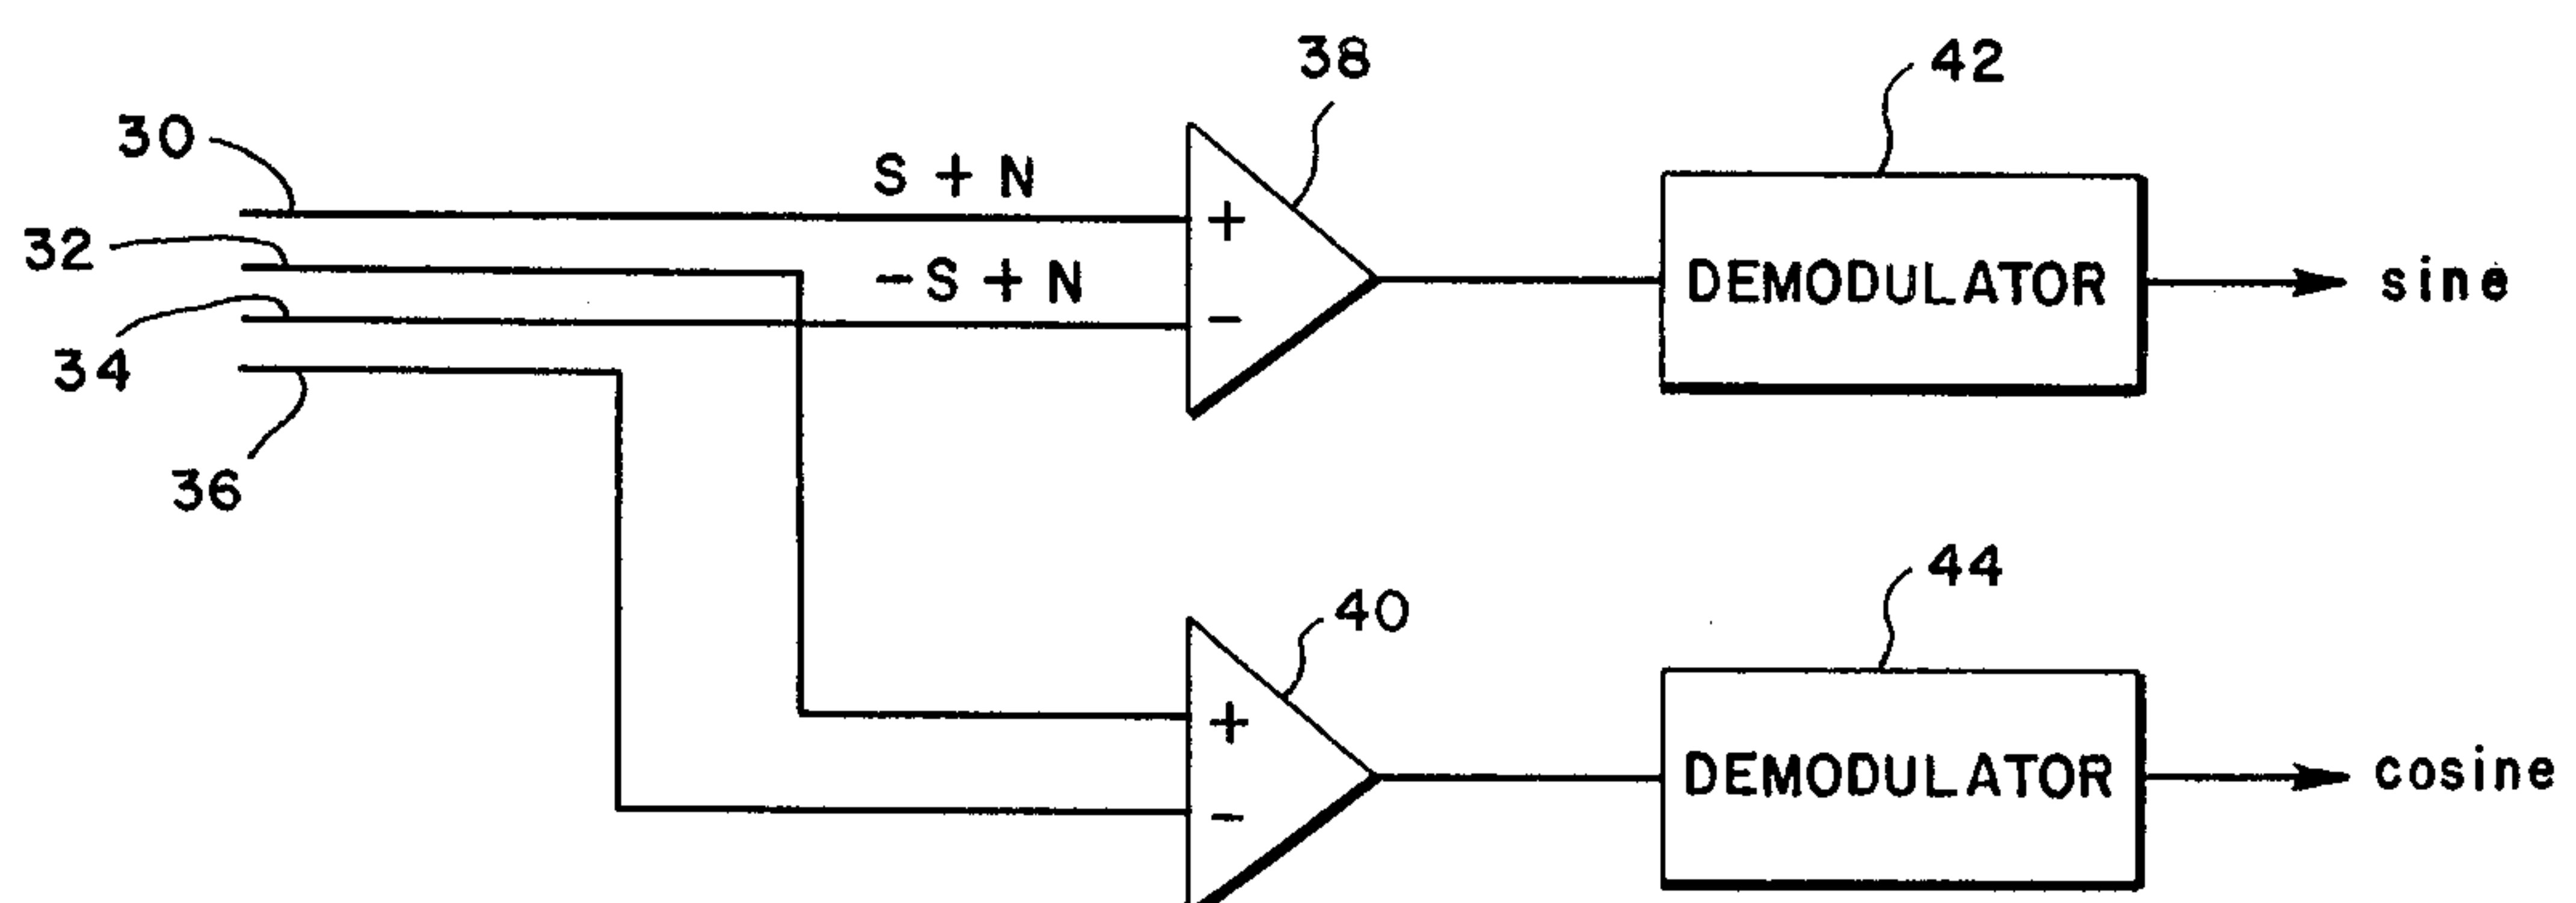 38
42
30
S + N
32
-S + N
+
-
DEMODULATOR
sine
34
36
40
44
+
-
DEMODULATOR
cosine